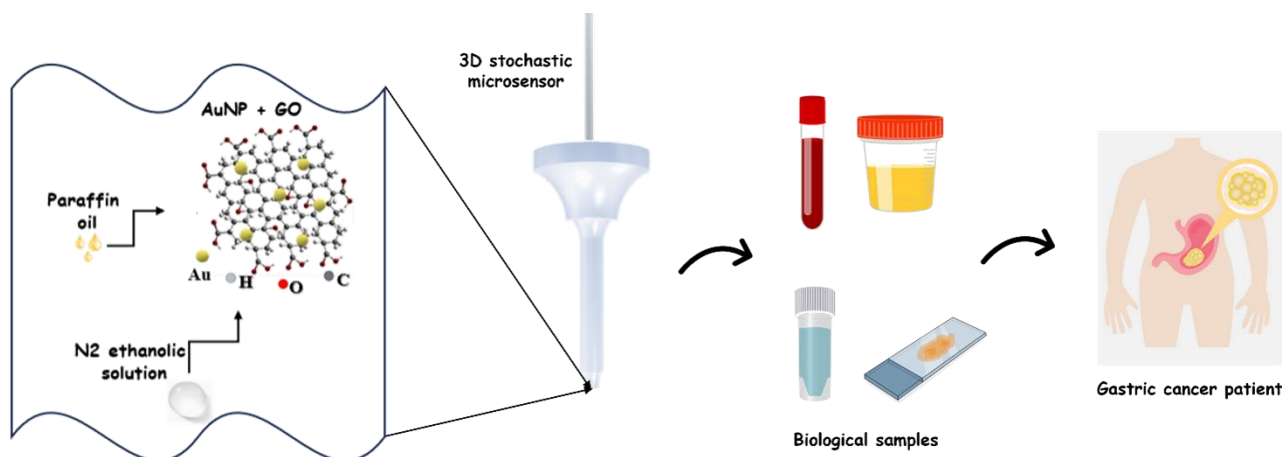 AuNP + GO
Paraffin
oil
Au
H
O
C
N2 ethanolic
solution
3D stochastic
microsensor
Biological samples
Gastric cancer patient